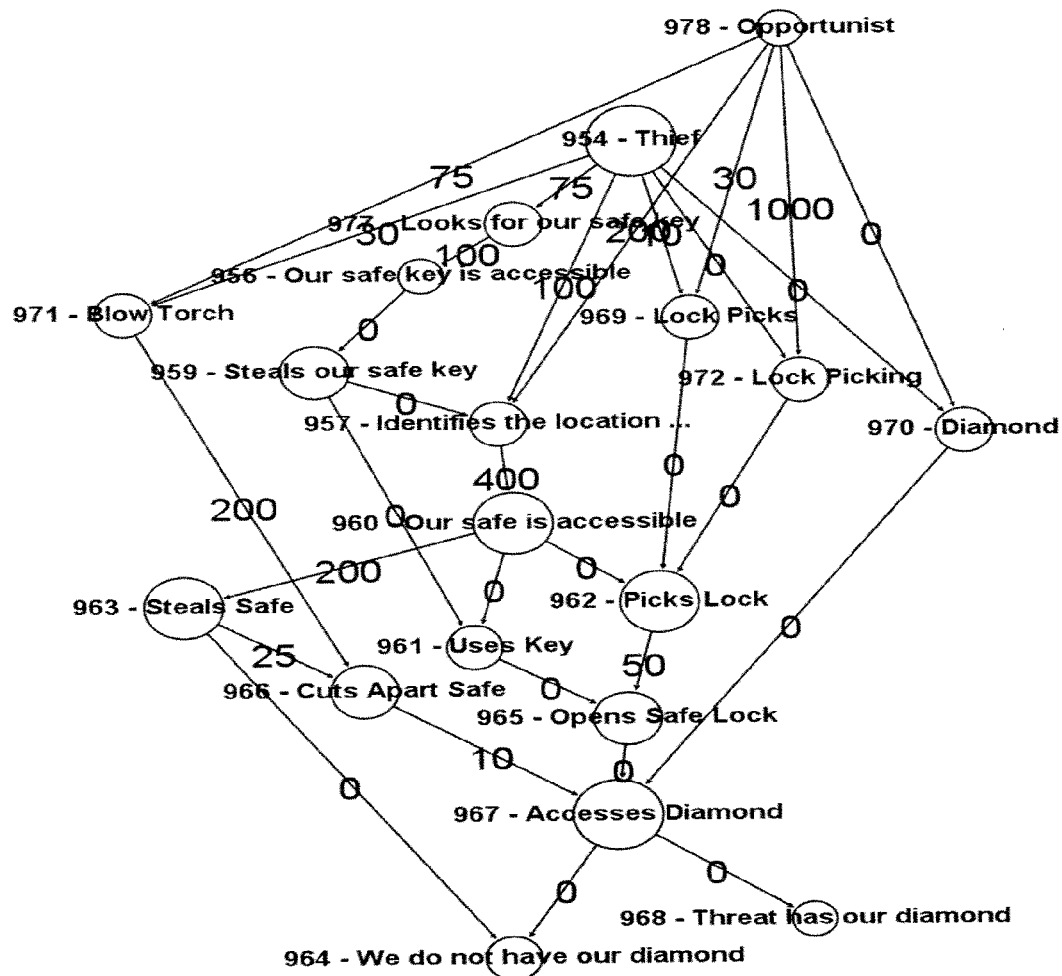 978 - Opportunist
954 - Thief
75
75
30
977 - Looks for our safe key
30
1000
200
10
0
100
956 - Our safe key is accessible
0
100
0
971 - Blow Torch
969 - Lock Picks
0
959 - Steals our safe key
972 - Lock Picking
0
957 - Identifies the location ...
970 - Diamond
0
400
0
200
0
960 Our safe is accessible
200
0
0
963 - Steals Safe
962 - Picks Lock
0
961 - Uses Key
25
50
966 - Cuts Apart Safe
0
965 - Opens Safe Lock
10
0
0
967 - Accesses Diamond
0
0
968 - Threat has our diamond
964 - We do not have our diamond